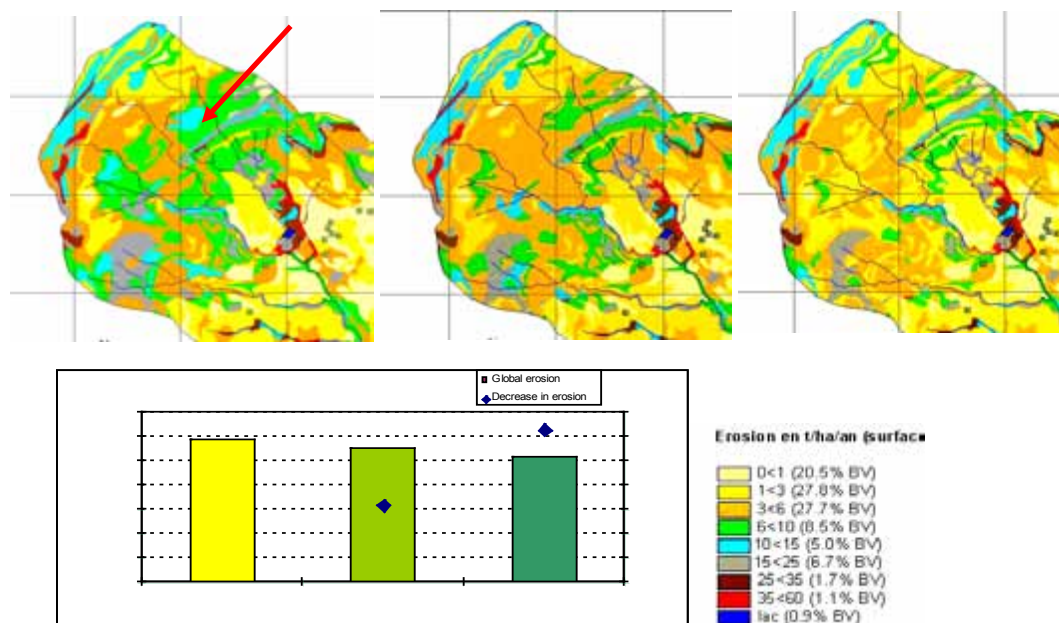 Global erosion
Decrease in erosion
Erosion en t/ha/an (surface
0<1 (20.5% BV)
1<3 (27.8% BV)
3<6 (27.7% BV)
6<10 (8.5% BV)
10<15 (5.0% BV)
15<25 (6.7% BV)
25<35 (1.7% BV)
35<60 (1.1% BV)
lac (0.9% BV)